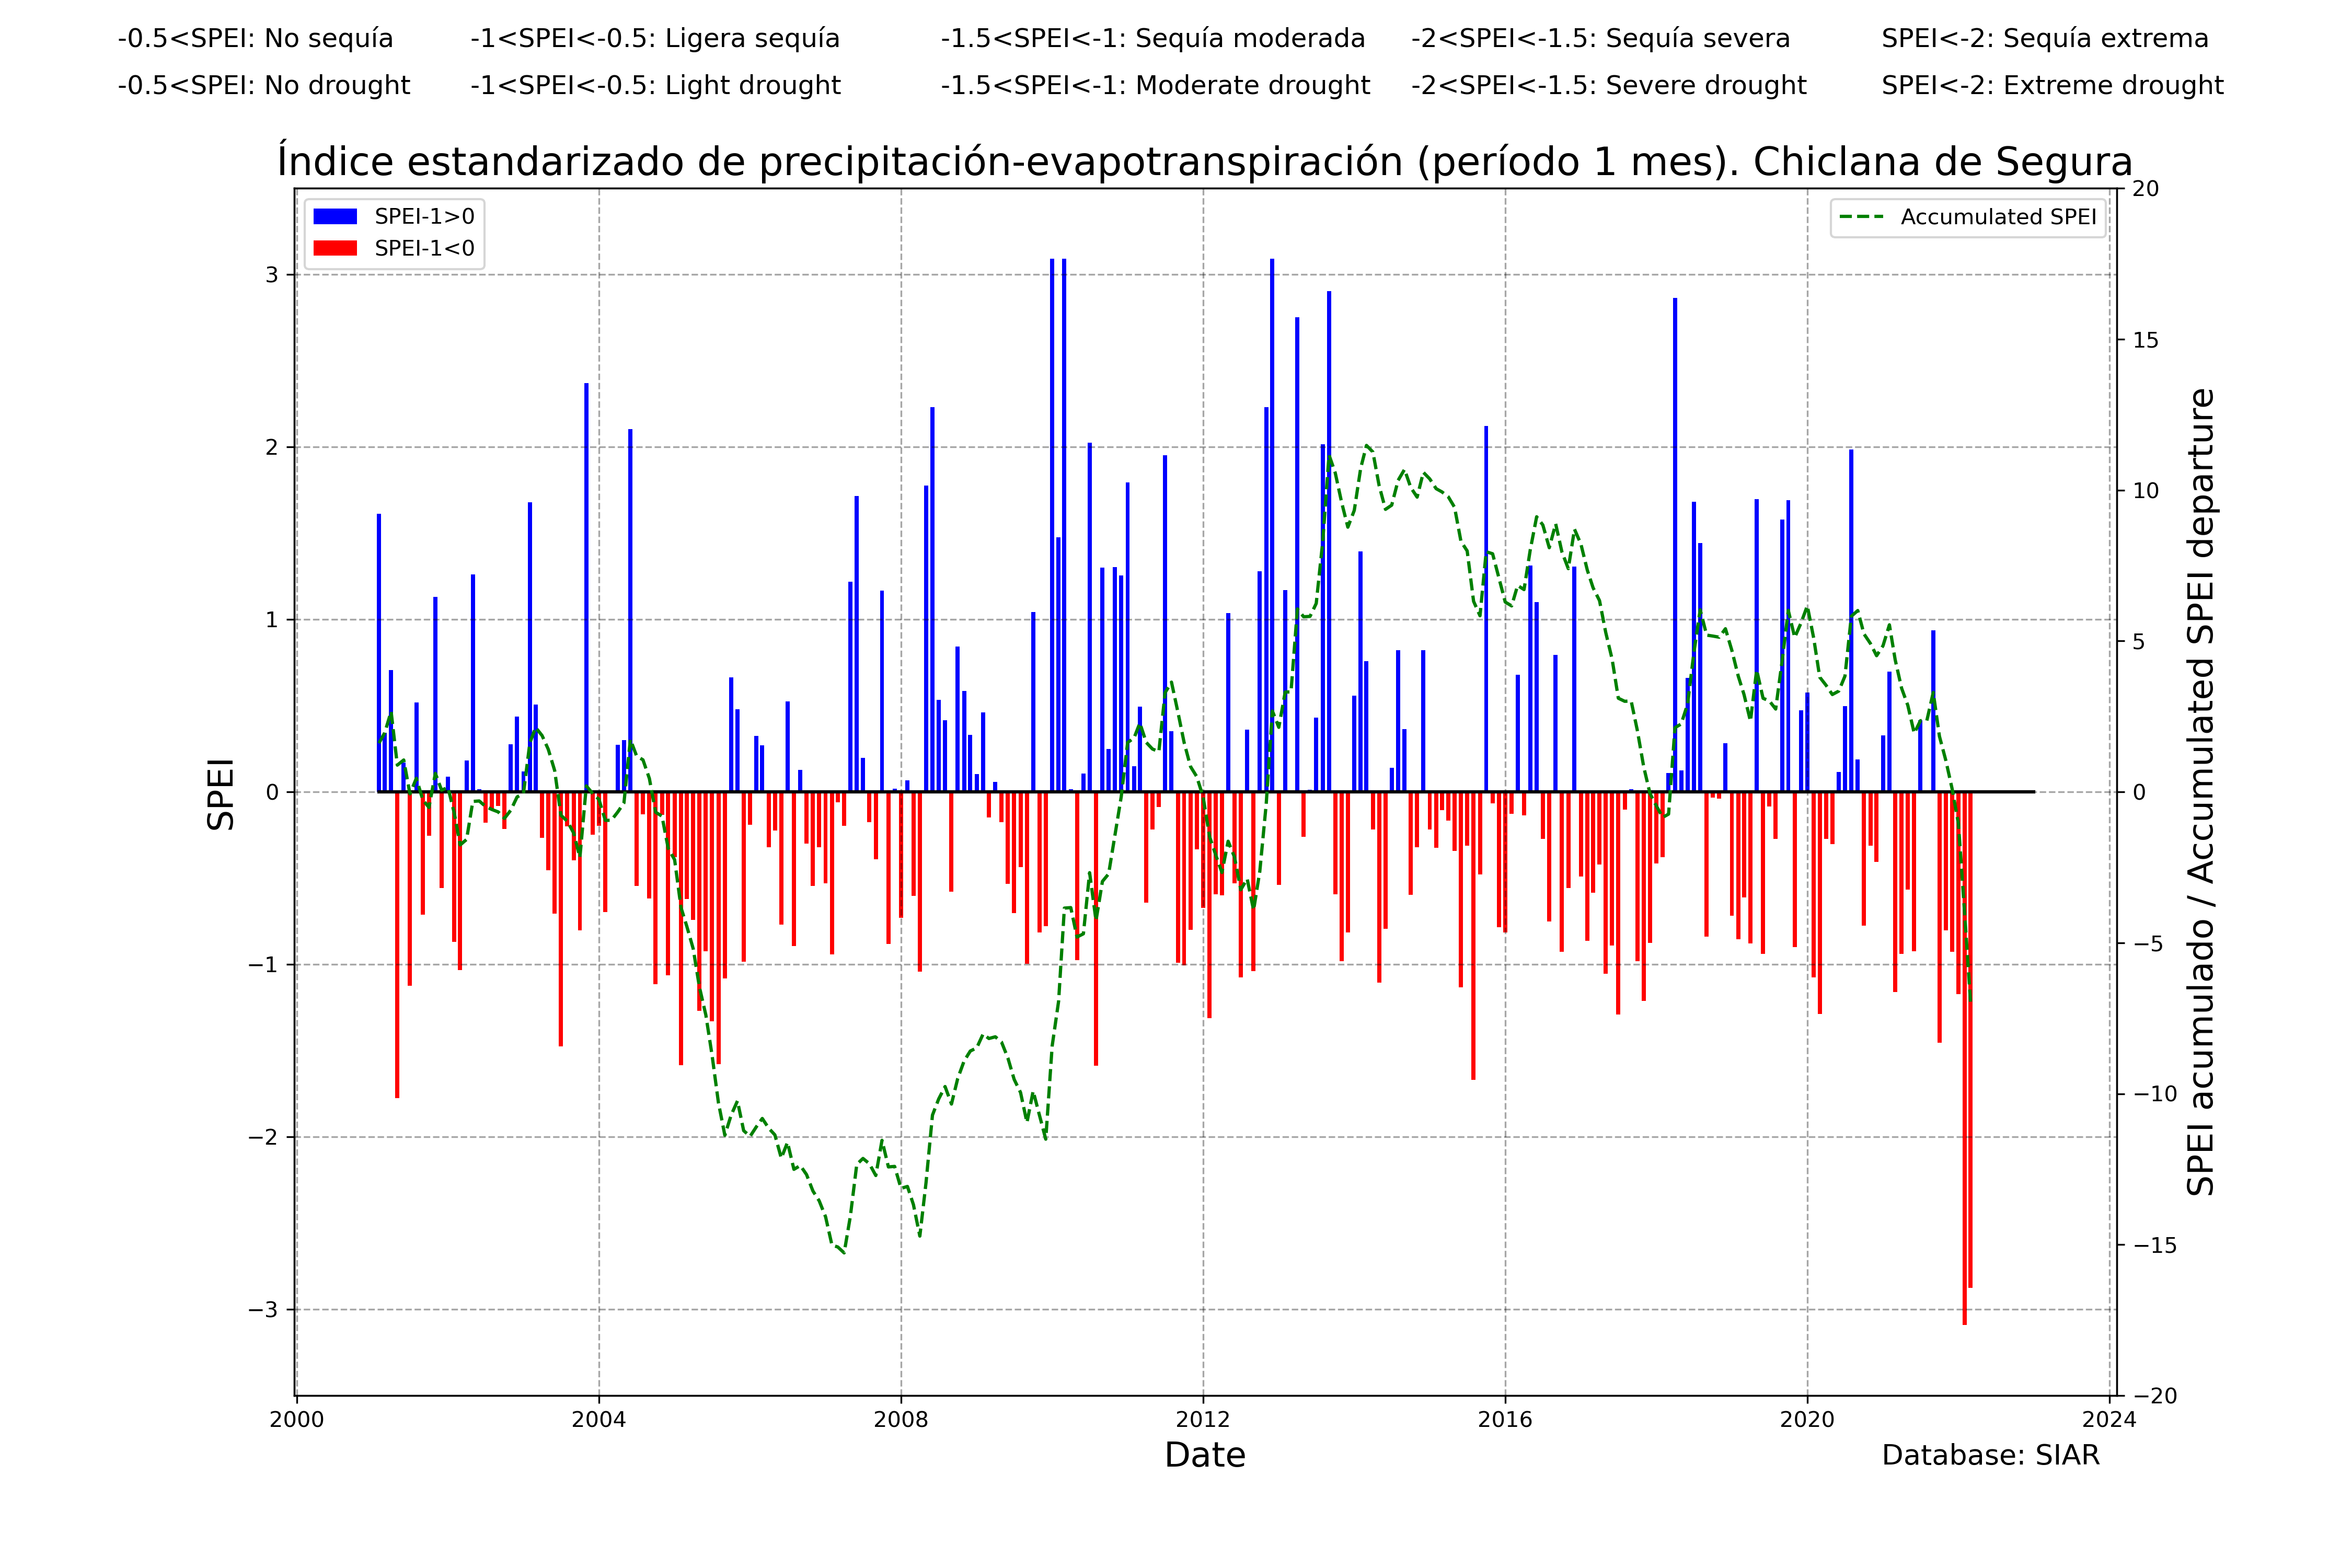 -0.5<SPEI: No sequía -1<SPEI<-0.5: Ligera sequía -1.5<SPEI<-1: Sequía moderada -2<SPEI<-1.5: Sequía severa SPEI<-2: Sequía extrema
-0.5<SPEI: No drought -1<SPEI<-0.5: Light drought -1.5<SPEI<-1: Moderate drought -2<SPEI<-1.5: Severe drought SPEI<-2: Extreme drought
Índice estandarizado de precipitación-evapotranspiración (período 1 mes). Chiclana de Segura
SPEI-1>0
SPEI-1<0
Accumulated SPEI
SPEI
3
2
1
0
−1
−2
−3
20
15
10
5
0
−5
−10
−15
−20
SPEI acumulado / Accumulated SPEI departure
2000 2004 2008 2012 2016 2020 2024
Date
Database: SIAR